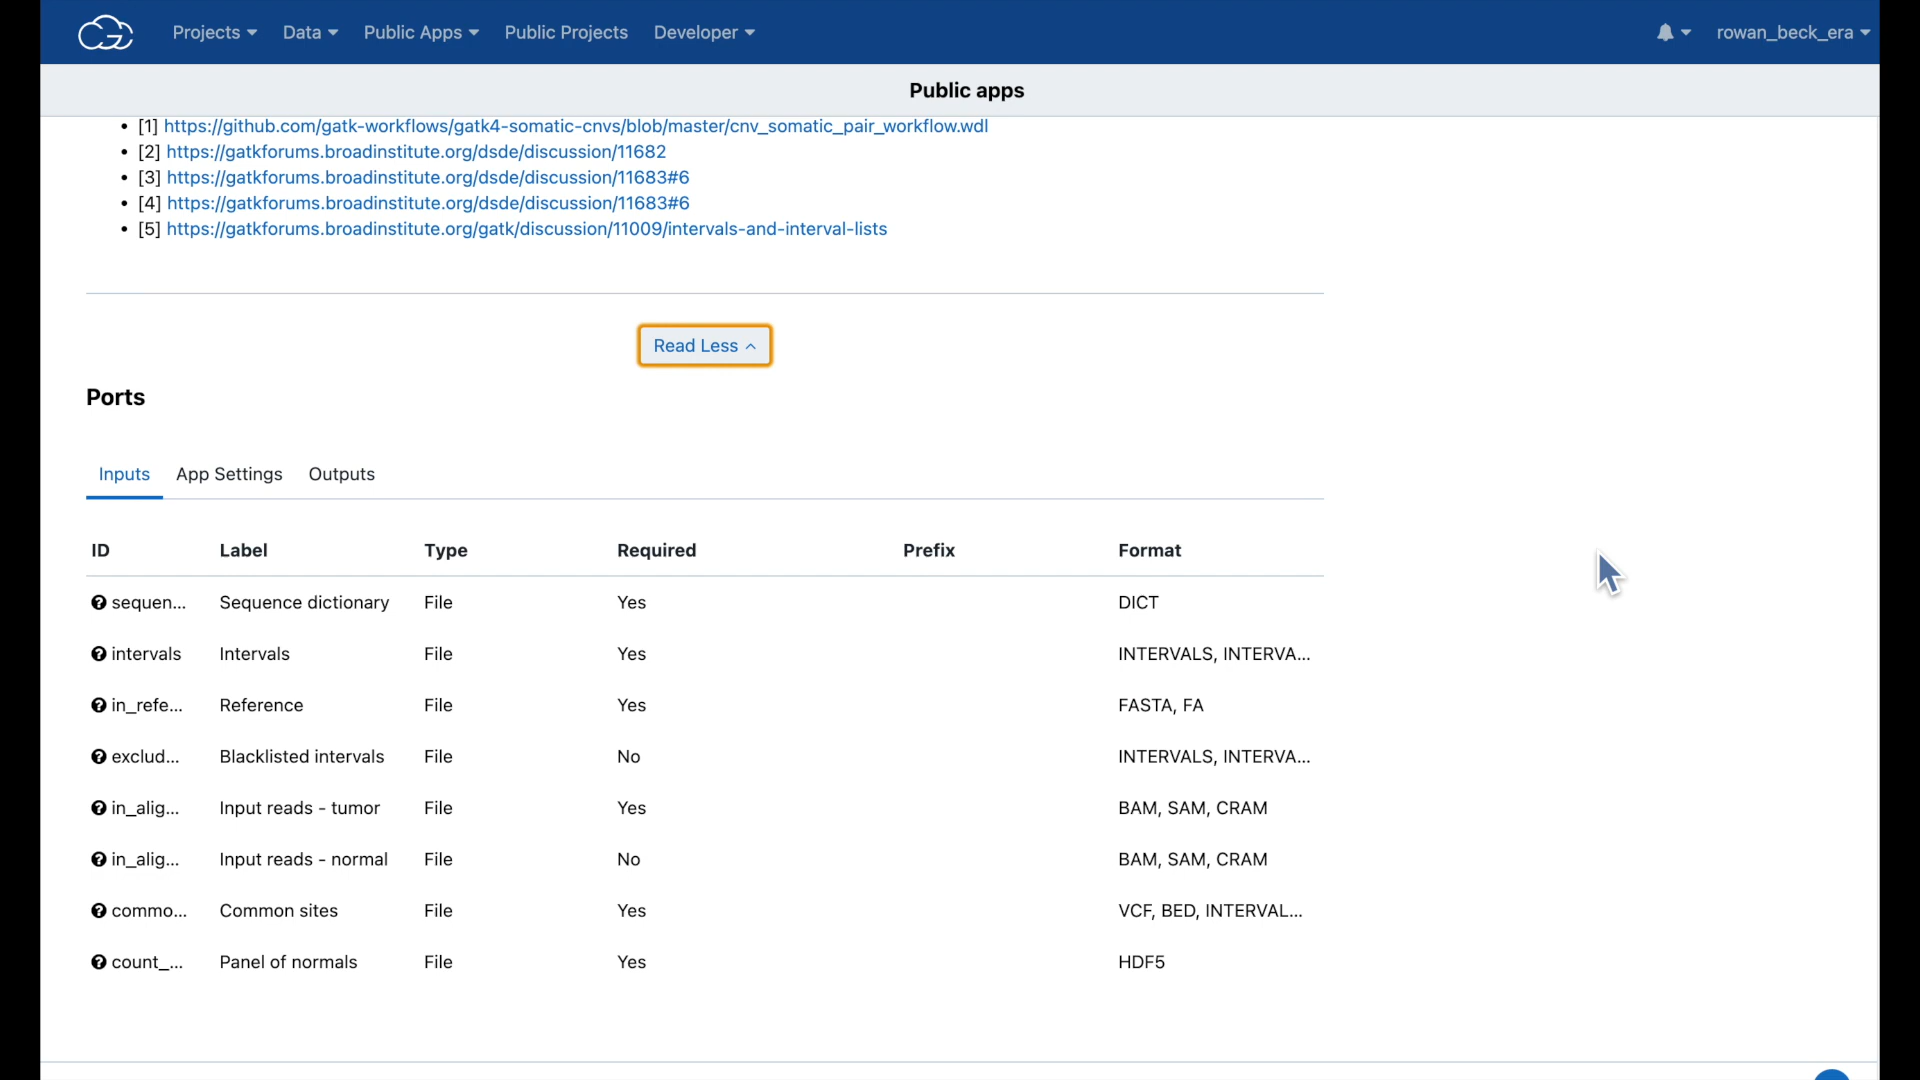 Projects Data Public Apps Public Projects Developer rowan_beck_era
Public apps
• [1] https://github.com/gatk-workflows/gatk4-somatic-cnvs/blob/master/cnv_somatic_pair_workflow.wdl
• [2] https://gatkforums.broadinstitute.org/dsde/discussion/11682
• [3] https://gatkforums.broadinstitute.org/dsde/discussion/11683#6
• [4] https://gatkforums.broadinstitute.org/dsde/discussion/11683#6
• [5] https://gatkforums.broadinstitute.org/gatk/discussion/11009/intervals-and-interval-lists
Read Less
Ports
Inputs App Settings Outputs
ID Label Type Required Prefix Format
sequen... Sequence dictionary File Yes DICT
intervals Intervals File Yes INTERVALS, INTERVA...
in_refe... Reference File Yes FASTA, FA
exclud... Blacklisted intervals File No INTERVALS, INTERVA...
in_alig... Input reads - tumor File Yes BAM, SAM, CRAM
in_alig... Input reads - normal File No BAM, SAM, CRAM
commo... Common sites File Yes VCF, BED, INTERVAL...
count_... Panel of normals File Yes HDF5